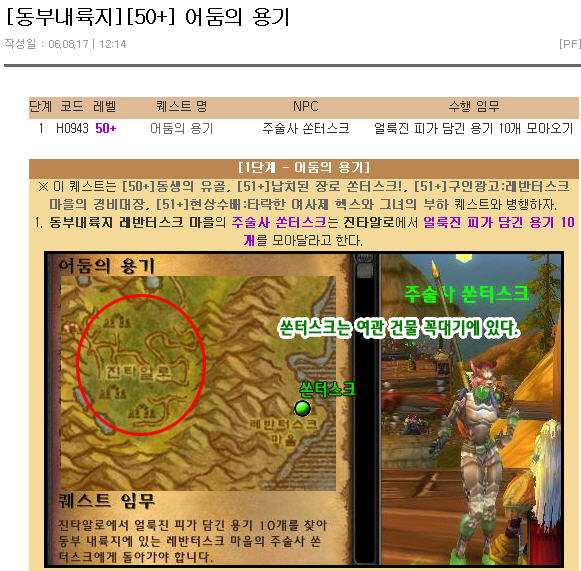 [동부내륙지][50+] 어둠의 용기
작성일 : 06,08,17 | 12:14 [PF]
단계 코드 레벨 퀘스트 명 NPC 수행 임무
1 H0943 50+ 어둠의 용기 주술사 쏜터스크 얼룩진 피가 담긴 용기 10개 모아오기
[1단계 - 어둠의 용기]
※ 이 퀘스트는 [50+]동생의 유골, [51+]납치된 장로 쏜터스크!, [51+]구인광고:레반터스크
마을의 경비대장, [51+]현상수배:타락한 여사제 헥스와 그녀의 부하 퀘스트와 병행하자.
1. 동부내륙지 레반터스크 마을의 주술사 쏜터스크는 진타알로에서 얼룩진 피가 담긴 용기 10
개를 모아달라고 한다.
어둠의 용기
주술사 쏜터스크
쏜터스크는 여관 건물 꼭대기에 있다.
진타알로
쏜터스크
레반터스크
마을
퀘스트 임무
진타알로에서 얼룩진 피가 담긴 용기 10개를 찾아
동부 내륙지에 있는 레반터스크 마을의 주술사 쏜
터스크에게 돌아가야 합니다.